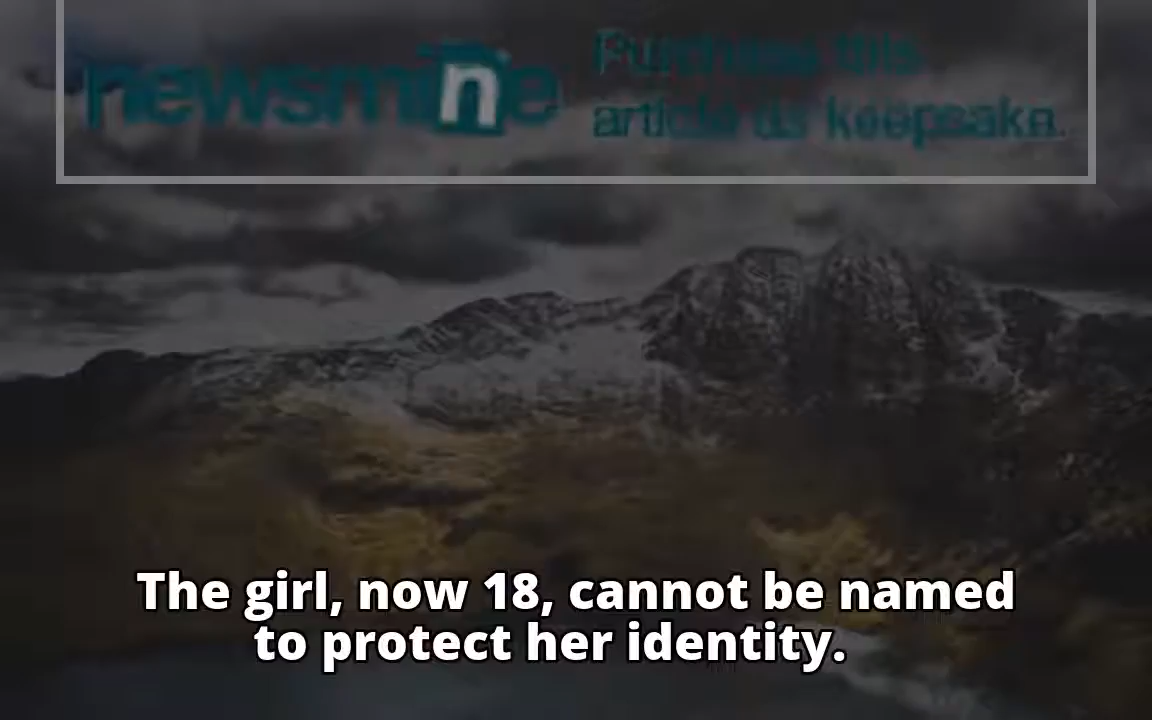 newsmine
Purchase this
article as keepsake.
The girl, now 18, cannot be named
to protect her identity.